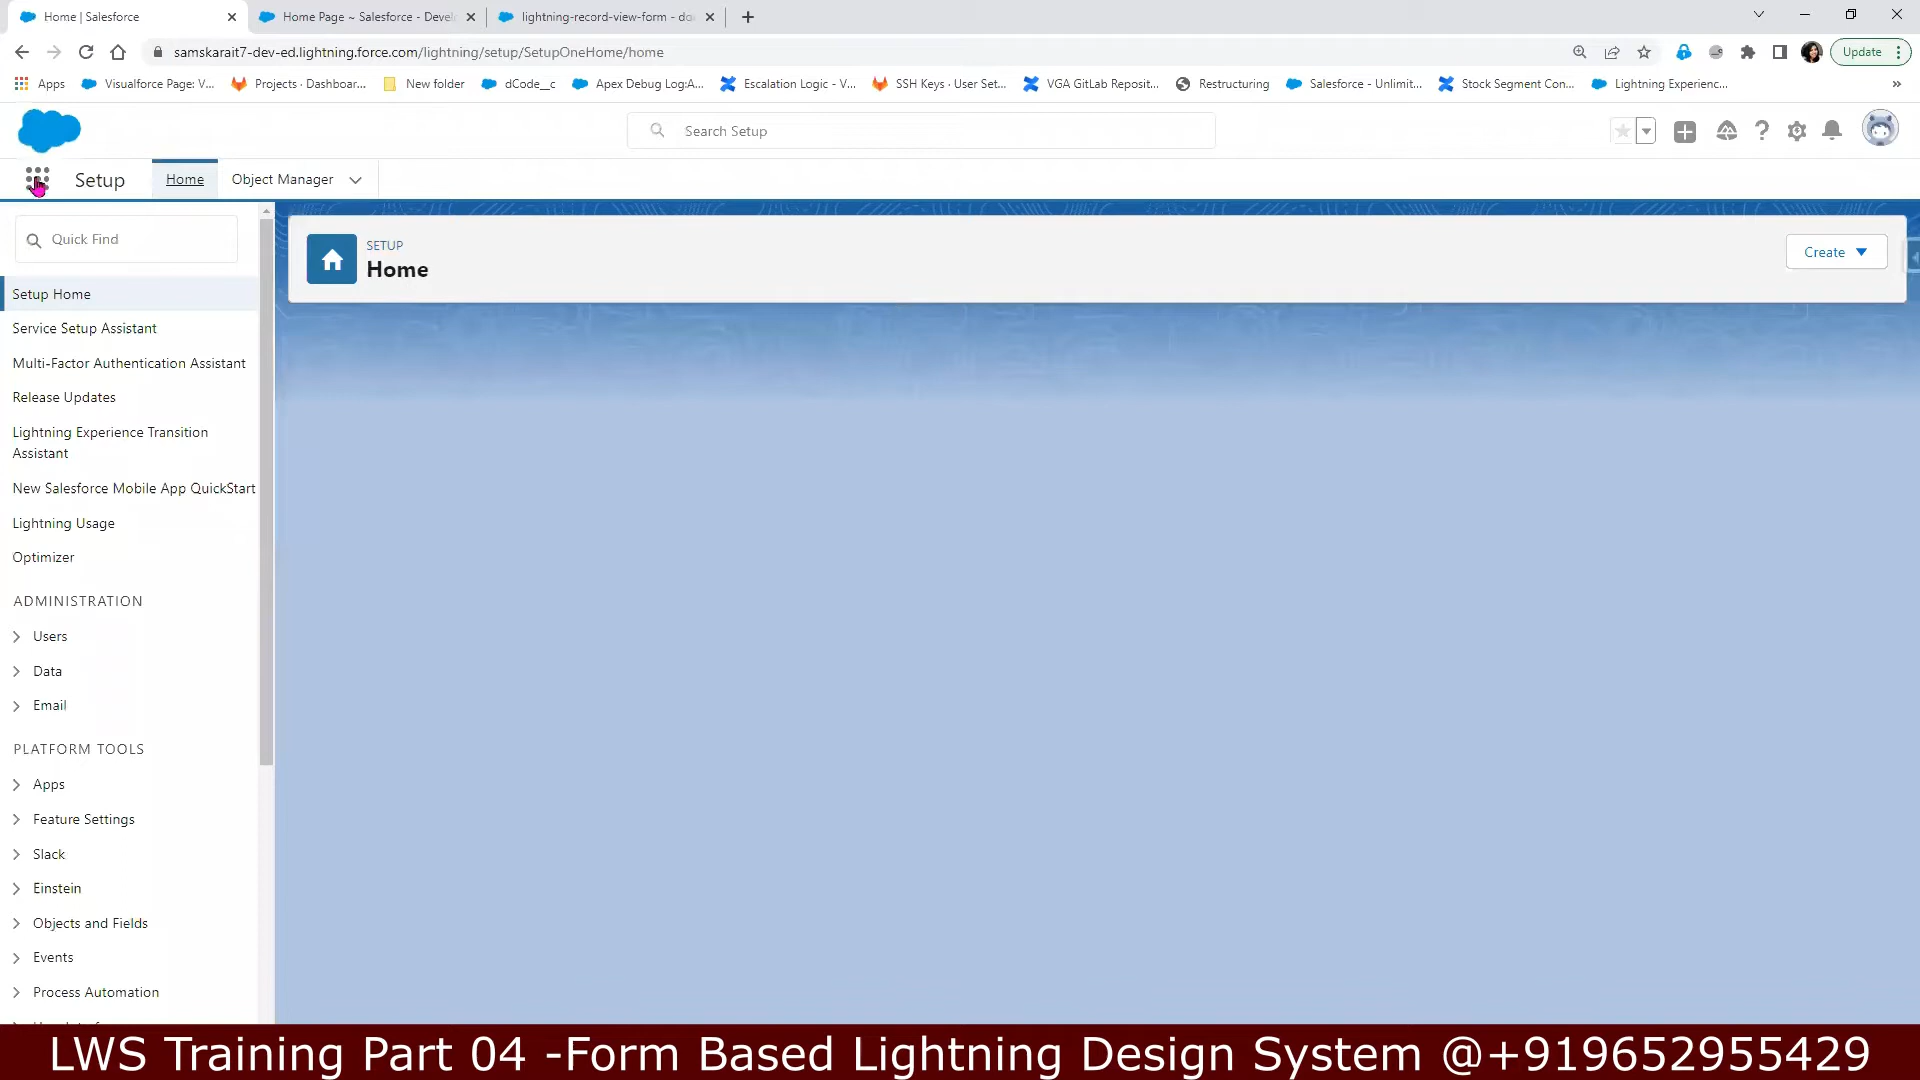 Home | Salesforce
Home Page ~ Salesforce - Devel
lightning-record-view-form - do
samskarait7-dev-ed.lightning.force.com/lightning/setup/SetupOneHome/home
Update
Apps
Visualforce Page: V...
Projects · Dashboar...
New folder
dCode__c
Apex Debug Log:A...
Escalation Logic - V...
SSH Keys · User Set...
VGA GitLab Reposit...
Restructuring
Salesforce - Unlimit...
Stock Segment Con...
Lightning Experienc...
»
Search Setup
Setup
Home
Object Manager
Quick Find
SETUP
Home
Create
Setup Home
Service Setup Assistant
Multi-Factor Authentication Assistant
Release Updates
Lightning Experience Transition
Assistant
New Salesforce Mobile App QuickStart
Lightning Usage
Optimizer
ADMINISTRATION
Users
Data
Email
PLATFORM TOOLS
Apps
Feature Settings
Slack
Einstein
Objects and Fields
Events
Process Automation
LWS Training Part 04 -Form Based Lightning Design System @+919652955429